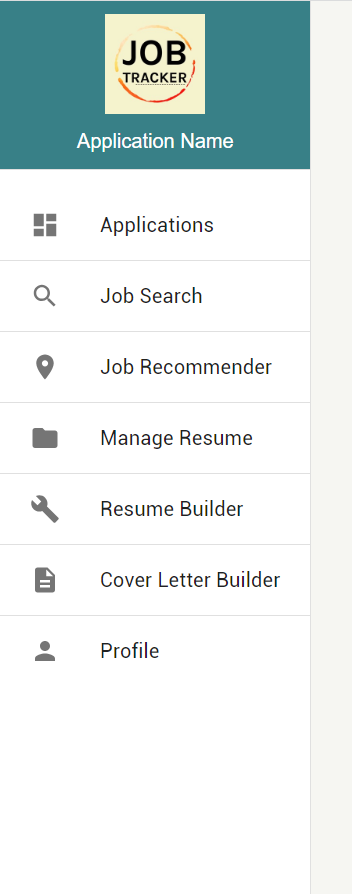 JOB
TRACKER
Application Name
Applications
Job Search
Job Recommender
Manage Resume
Resume Builder
Cover Letter Builder
Profile